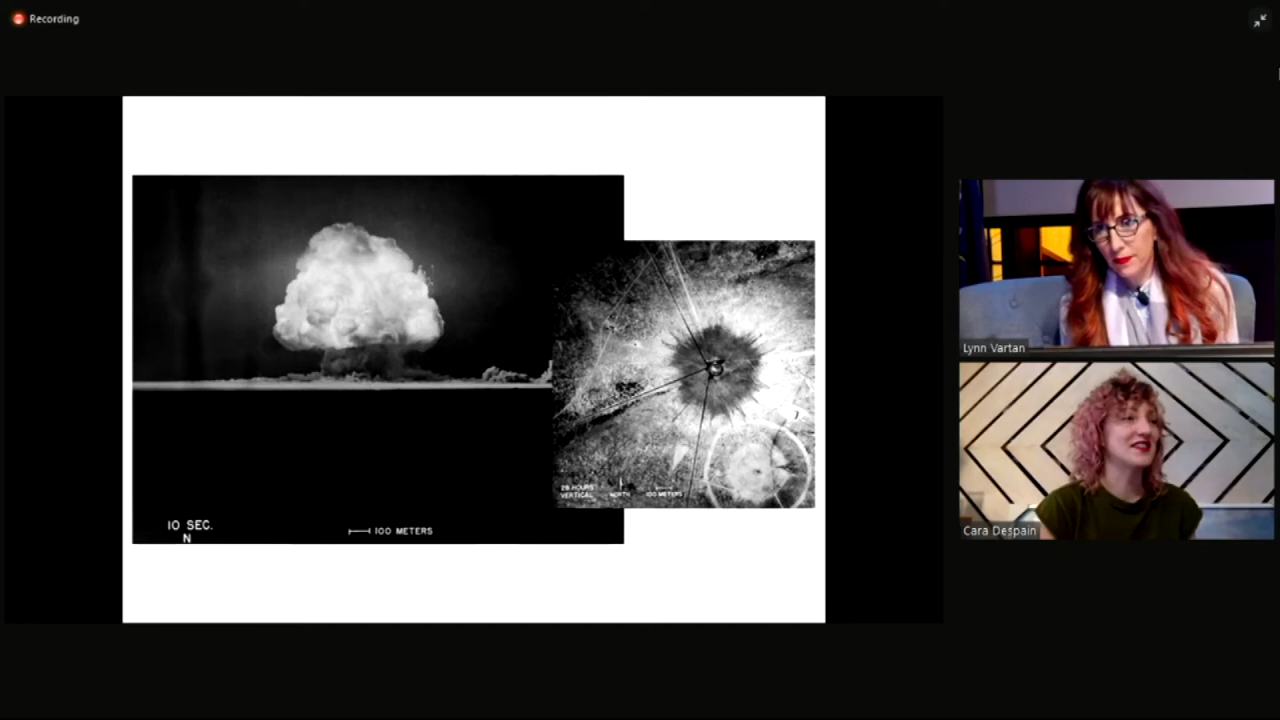 Recording
10 SEC.
N
100 METERS
28 HOURS
VERTICAL
NORTH
100 METERS
Lynn Vartan
Cara Despain